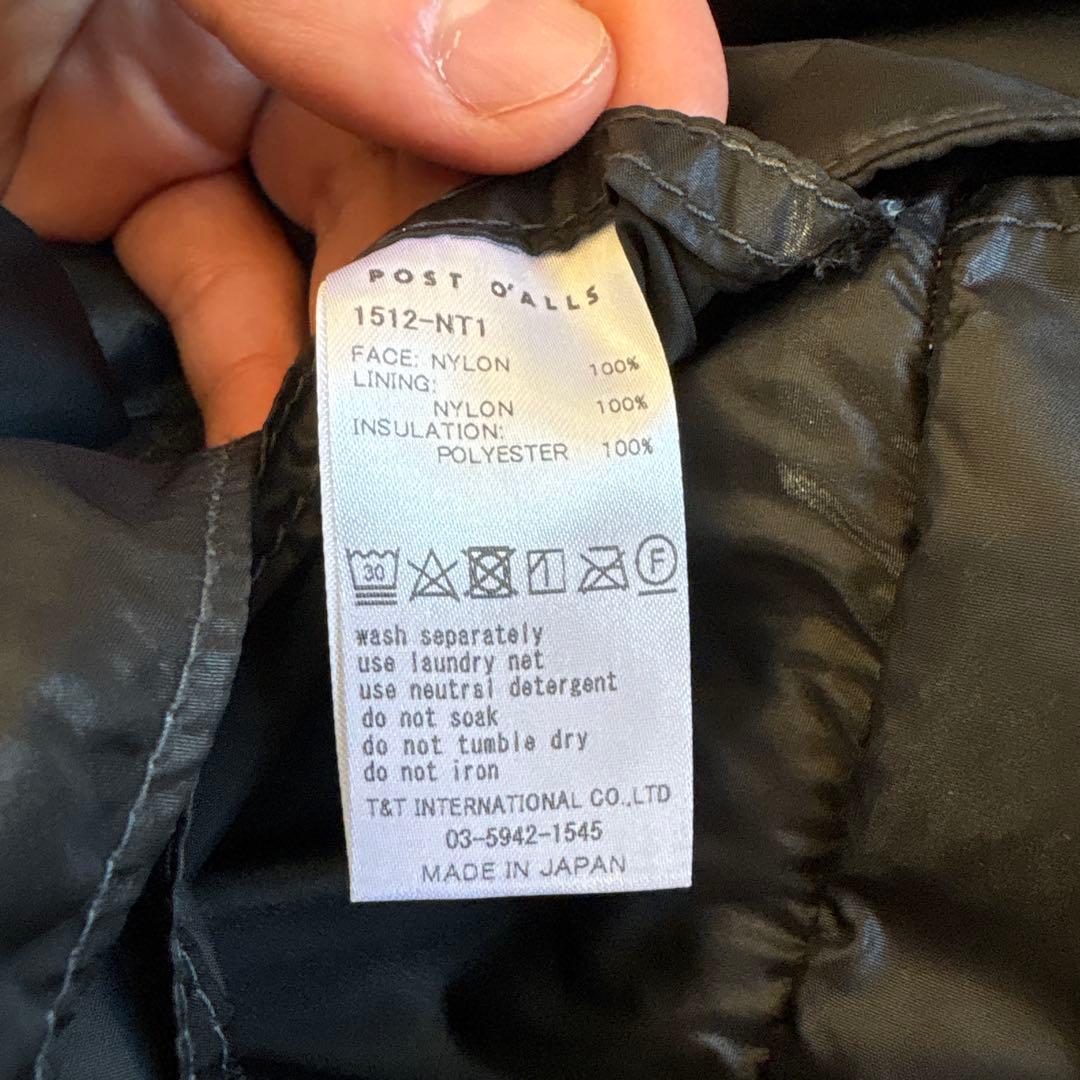 POST O'ALLS
1512-NT1
FACE: NYLON 100%
LINING:
NYLON 100%
INSULATION:
POLYESTER 100%
30 F
wash separately
use laundry net
use neutral detergent
do not soak
do not tumble dry
do not iron
T&T INTERNATIONAL CO.,LTD
03-5942-1545
MADE IN JAPAN